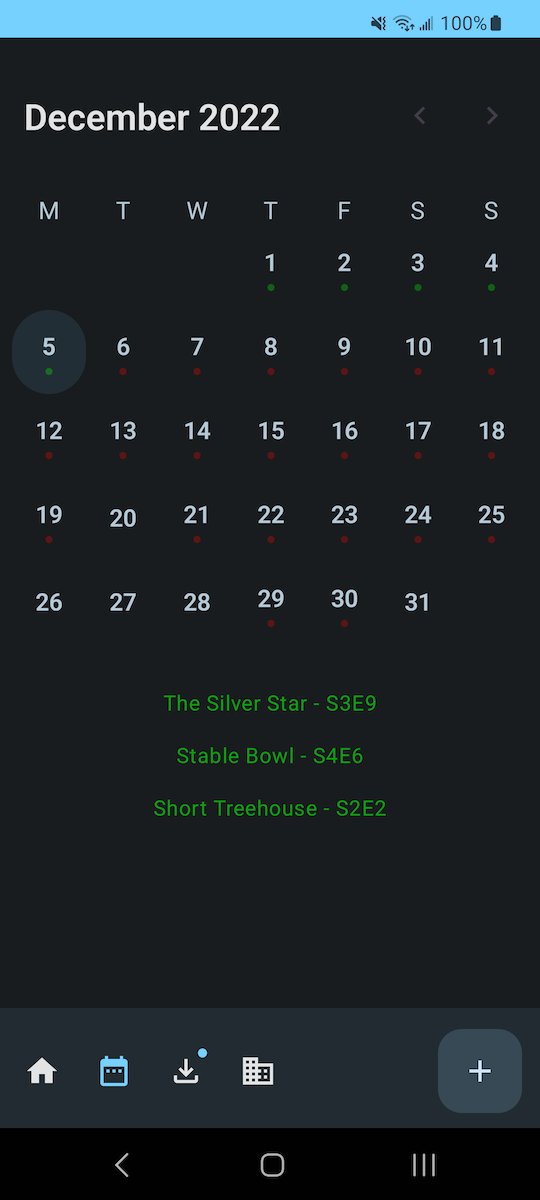 100%
December 2022
M T W T F S S
1 2 3 4
5 6 7 8 9 10 11
12 13 14 15 16 17 18
19 20 21 22 23 24 25
26 27 28 29 30 31
The Silver Star - S3E9
Stable Bowl - S4E6
Short Treehouse - S2E2